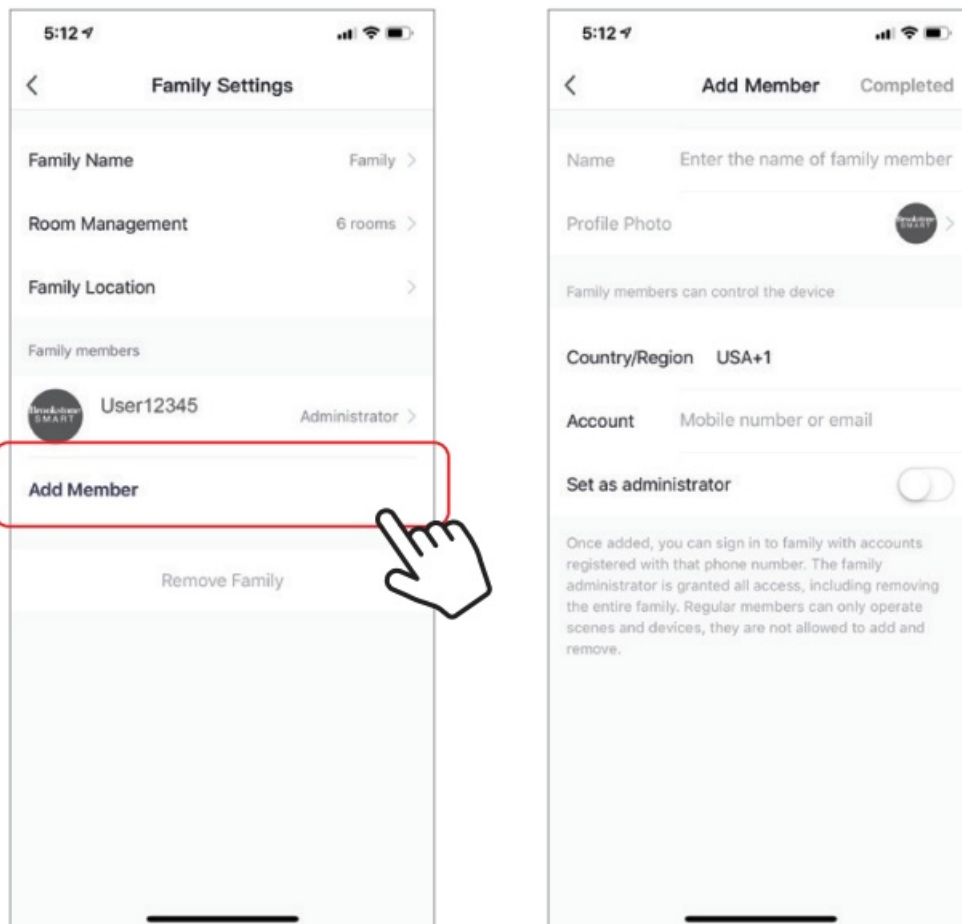 5:12
Family Settings
Family Name Family
Room Management 6 rooms
Family Location
Family members
Brookstone
SMART
User12345
Administrator
Add Member
Remove Family
5:12
Add Member Completed
Name Enter the name of family member
Profile Photo
Brookstone
SMART
Family members can control the device
Country/Region USA+1
Account Mobile number or email
Set as administrator
Once added, you can sign in to family with accounts
registered with that phone number. The family
administrator is granted all access, including removing
the entire family. Regular members can only operate
scenes and devices, they are not allowed to add and
remove.